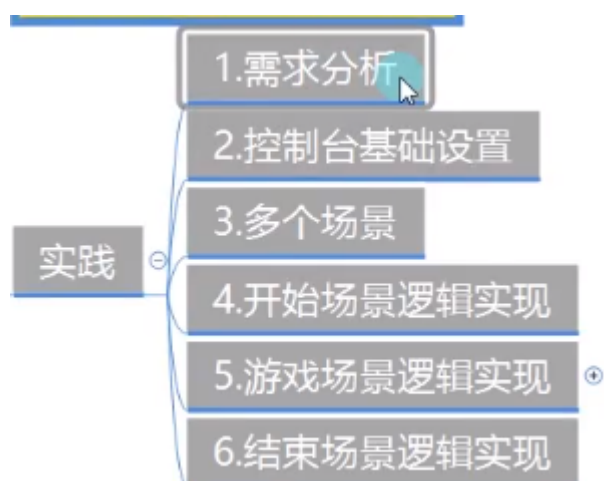 1.需求分析
2.控制台基础设置
3.多个场景
实践
4.开始场景逻辑实现
5.游戏场景逻辑实现
6.结束场景逻辑实现